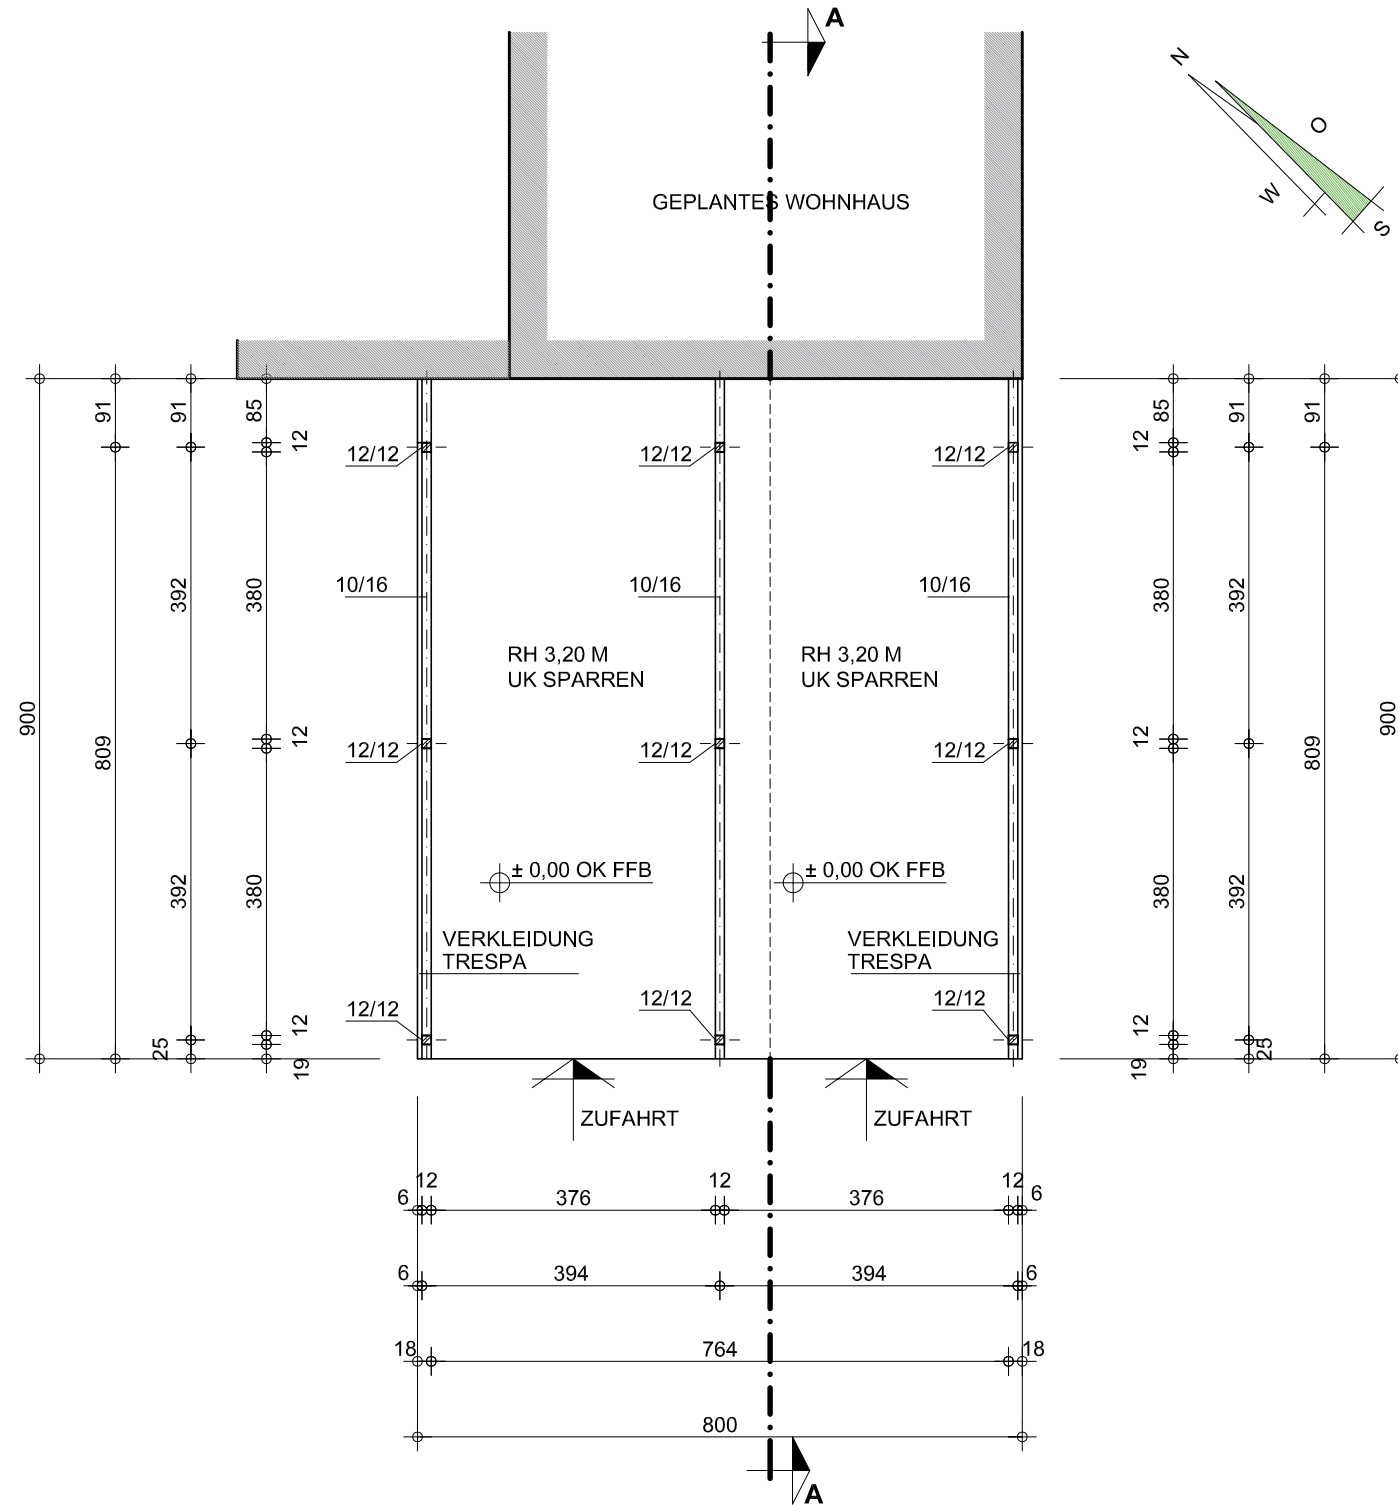 A
N
O
W
S
GEPLANTES WOHNHAUS
91
91
85
12
85
12
91
91
12/12
12/12
12/12
392
380
10/16
10/16
10/16
380
392
RH 3,20 M
UK SPARREN
RH 3,20 M
UK SPARREN
900
809
12
12/12
12/12
12/12
12
809
900
392
380
± 0,00 OK FFB
± 0,00 OK FFB
380
392
VERKLEIDUNG
TRESPA
VERKLEIDUNG
TRESPA
25
12
19
12/12
12/12
12/12
12
19
25
ZUFAHRT
ZUFAHRT
6
12
376
12
376
12
6
6
394
394
6
18
764
18
800
A